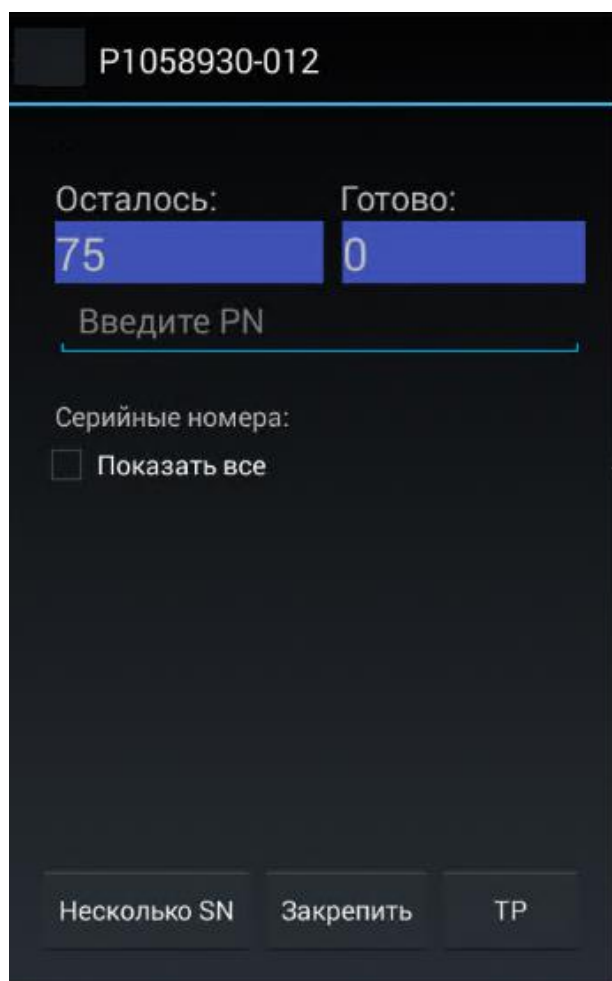 P1058930-012
Осталось: Готово:
75 0
Введите PN
Серийные номера:
Показать все
Несколько SN Закрепить TP